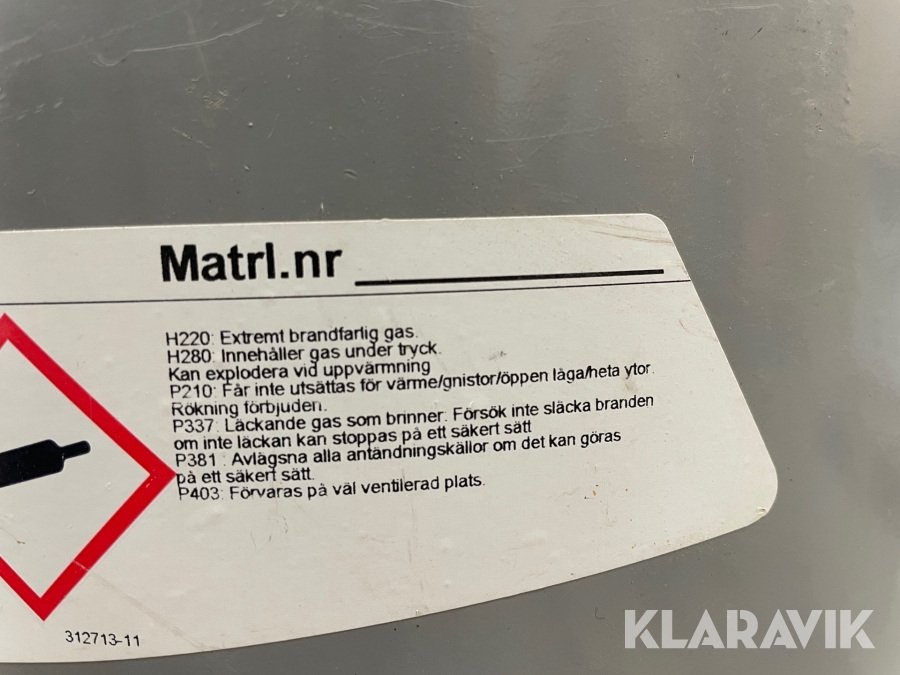 Matrl.nr
H220: Extremt brandfarlig gas.
H280: Innehåller gas under tryck.
Kan explodera vid uppvärmning
P210: Får inte utsättas för värme/gnistor/öppen låga/heta ytor.
Rökning förbjuden.
P337: Läckande gas som brinner: Försök inte släcka branden
om inte läckan kan stoppas på ett säkert sätt
P381 : Avlägsna alla antändningskällor om det kan göras
på ett säkert sätt.
P403: Förvaras på väl ventilerad plats.
312713-11
KLARAVIK